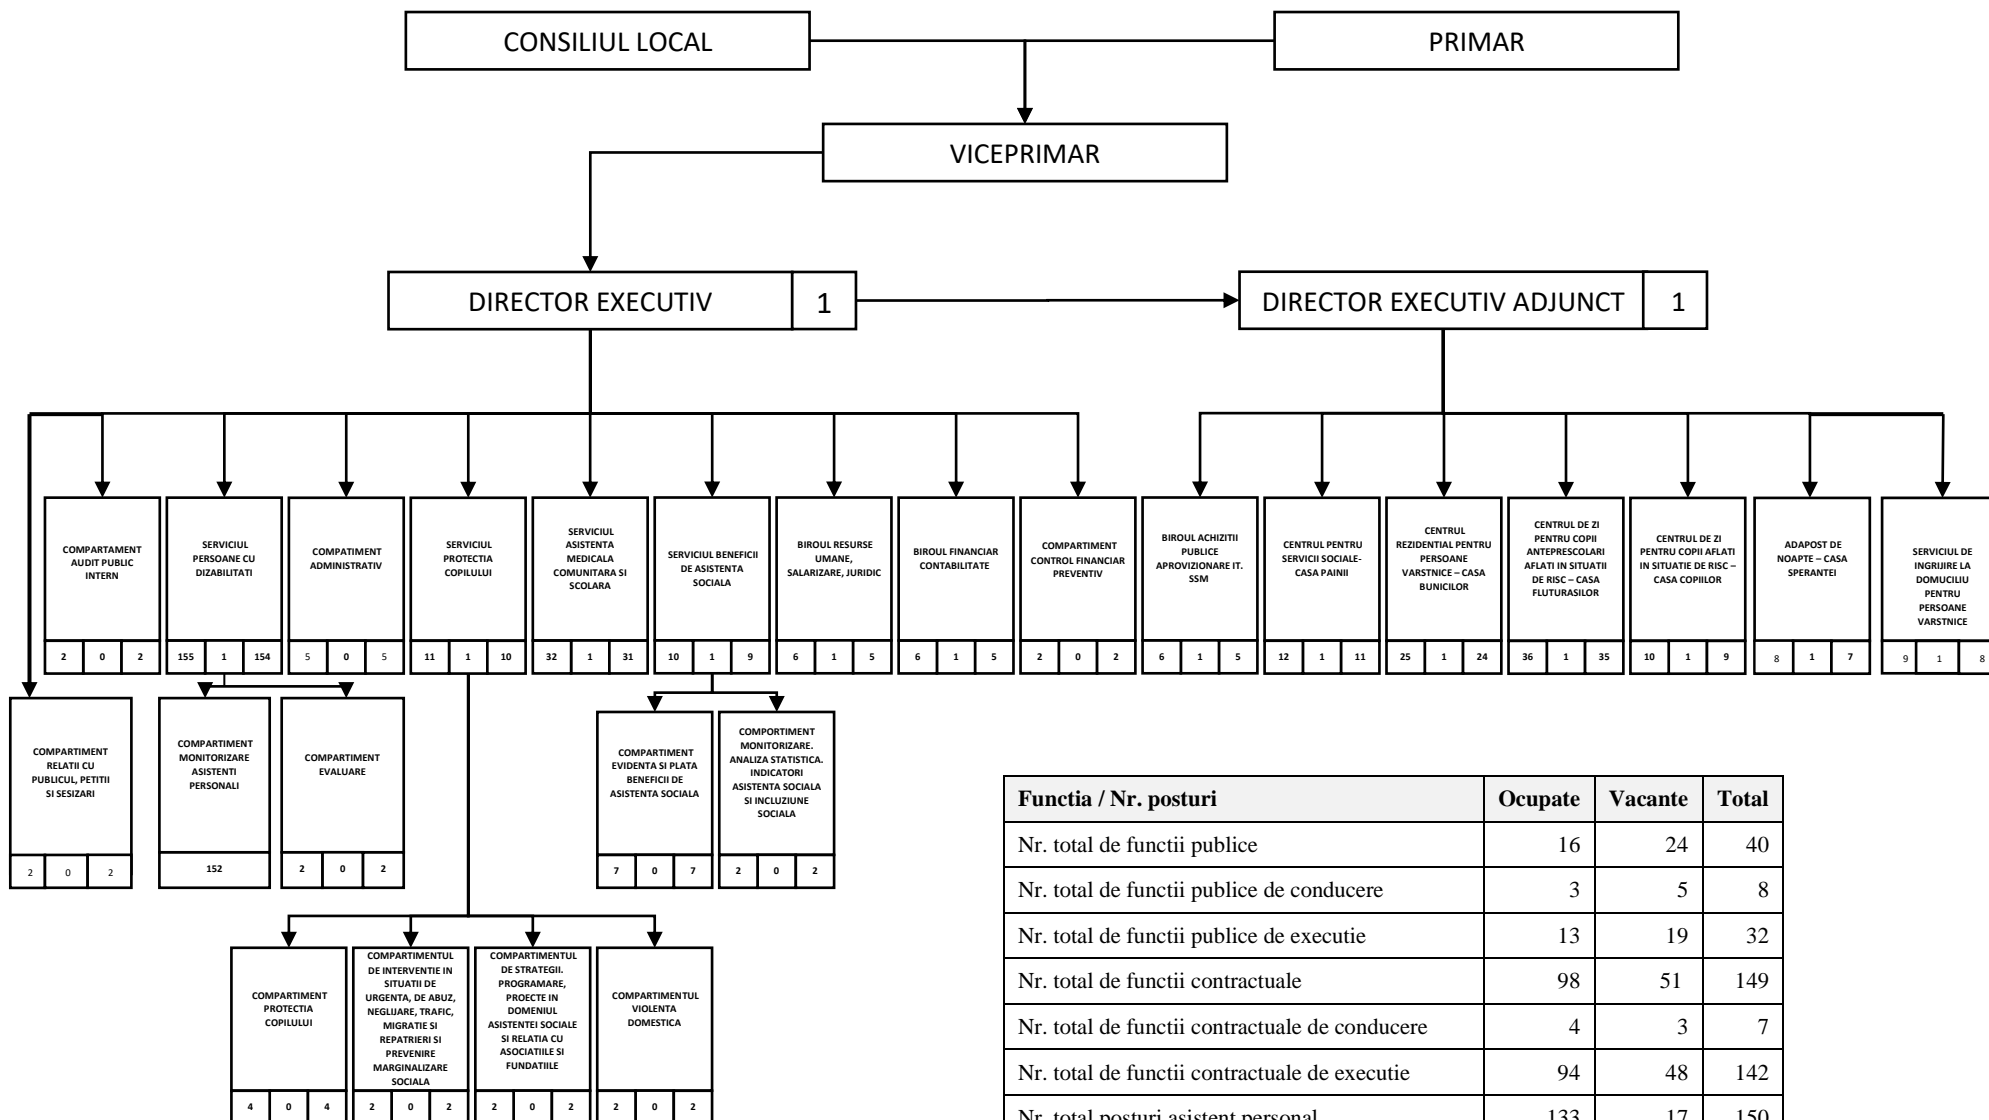 CONSILIUL LOCAL
PRIMAR
VICEPRIMAR
DIRECTOR EXECUTIV 1
DIRECTOR EXECUTIV ADJUNCT 1
COMPARTAMENT
AUDIT PUBLIC
INTERN
2 0 2
SERVICIUL
PERSOANE CU
DIZABILITATI
155 1 154
COMPATIMENT
ADMINISTRATIV
5 0 5
SERVICIUL
PROTECTIA
COPILULUI
11 1 10
SERVICIUL
ASISTENTA
MEDICALA
COMUNITARA SI
SCOLARA
32 1 31
SERVICIUL BENEFICII
DE ASISTENTA
SOCIALA
10 1 9
BIROUL RESURSE
UMANE,
SALARIZARE, JURIDIC
6 1 5
BIROUL FINANCIAR
CONTABILITATE
6 1 5
COMPARTIMENT
CONTROL FINANCIAR
PREVENTIV
2 0 2
BIROUL ACHIZITII
PUBLICE
APROVIZIONARE IT.
SSM
6 1 5
CENTRUL PENTRU
SERVICII SOCIALE-
CASA PAINII
12 1 11
CENTRUL
REZIDENTIAL PENTRU
PERSOANE
VARSTNICE – CASA
BUNICILOR
25 1 24
CENTRUL DE ZI
PENTRU COPII
ANTEPRESCOLARI
AFLATI IN SITUATII
DE RISC – CASA
FLUTURASILOR
36 1 35
CENTRUL DE ZI
PENTRU COPII AFLATI
IN SITUATIE DE RISC –
CASA COPIILOR
10 1 9
ADAPOST DE
NOAPTE – CASA
SPERANTEI
8 1 7
SERVICIUL DE
INGRIJIRE LA
DOMUCILIU
PENTRU
PERSOANE
VARSTNICE
9 1 8
COMPARTIMENT
RELATII CU
PUBLICUL, PETITII
SI SESIZARI
2 0 2
COMPARTIMENT
MONITORIZARE
ASISTENTI
PERSONALI
152
COMPARTIMENT
EVALUARE
2 0 2
COMPARTIMENT
EVIDENTA SI PLATA
BENEFICII DE
ASISTENTA SOCIALA
7 0 7
COMPORTIMENT
MONITORIZARE.
ANALIZA STATISTICA.
INDICATORI
ASISTENTA SOCIALA
SI INCLUZIUNE
SOCIALA
2 0 2
COMPARTIMENT
PROTECTIA
COPILULUI
4 0 4
COMPARTIMENTUL
DE INTERVENTIE IN
SITUATII DE
URGENTA, DE ABUZ,
NEGLIJARE, TRAFIC,
MIGRATIE SI
REPATRIERI SI
PREVENIRE
MARGINALIZARE
SOCIALA
2 0 2
COMPARTIMENTUL
DE STRATEGII.
PROGRAMARE,
PROECTE IN
DOMENIUL
ASISTENTEI SOCIALE
SI RELATIA CU
ASOCIATIILE SI
FUNDATIILE
2 0 2
COMPARTIMENTUL
VIOLENTA
DOMESTICA
2 0 2
Functia / Nr. posturi Ocupate Vacante Total
Nr. total de functii publice 16 24 40
Nr. total de functii publice de conducere 3 5 8
Nr. total de functii publice de executie 13 19 32
Nr. total de functii contractuale 98 51 149
Nr. total de functii contractuale de conducere 4 3 7
Nr. total de functii contractuale de executie 94 48 142
Nr. total posturi asistent personal 133 17 150